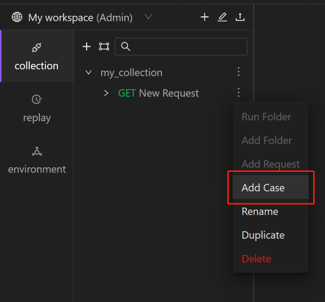 My workspace (Admin)
collection
my_collection
GET New Request
replay
environment
Run Folder
Add Folder
Add Request
Add Case
Rename
Duplicate
Delete